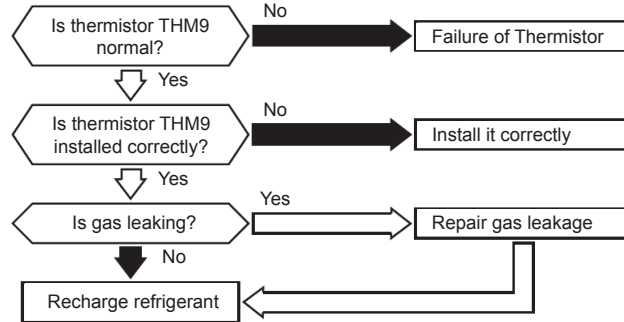 Is thermistor THM9
normal?
No
Failure of Thermistor
Yes
Is thermistor THM9
installed correctly?
No
Install it correctly
Yes
Is gas leaking?
Yes
Repair gas leakage
No
Recharge refrigerant